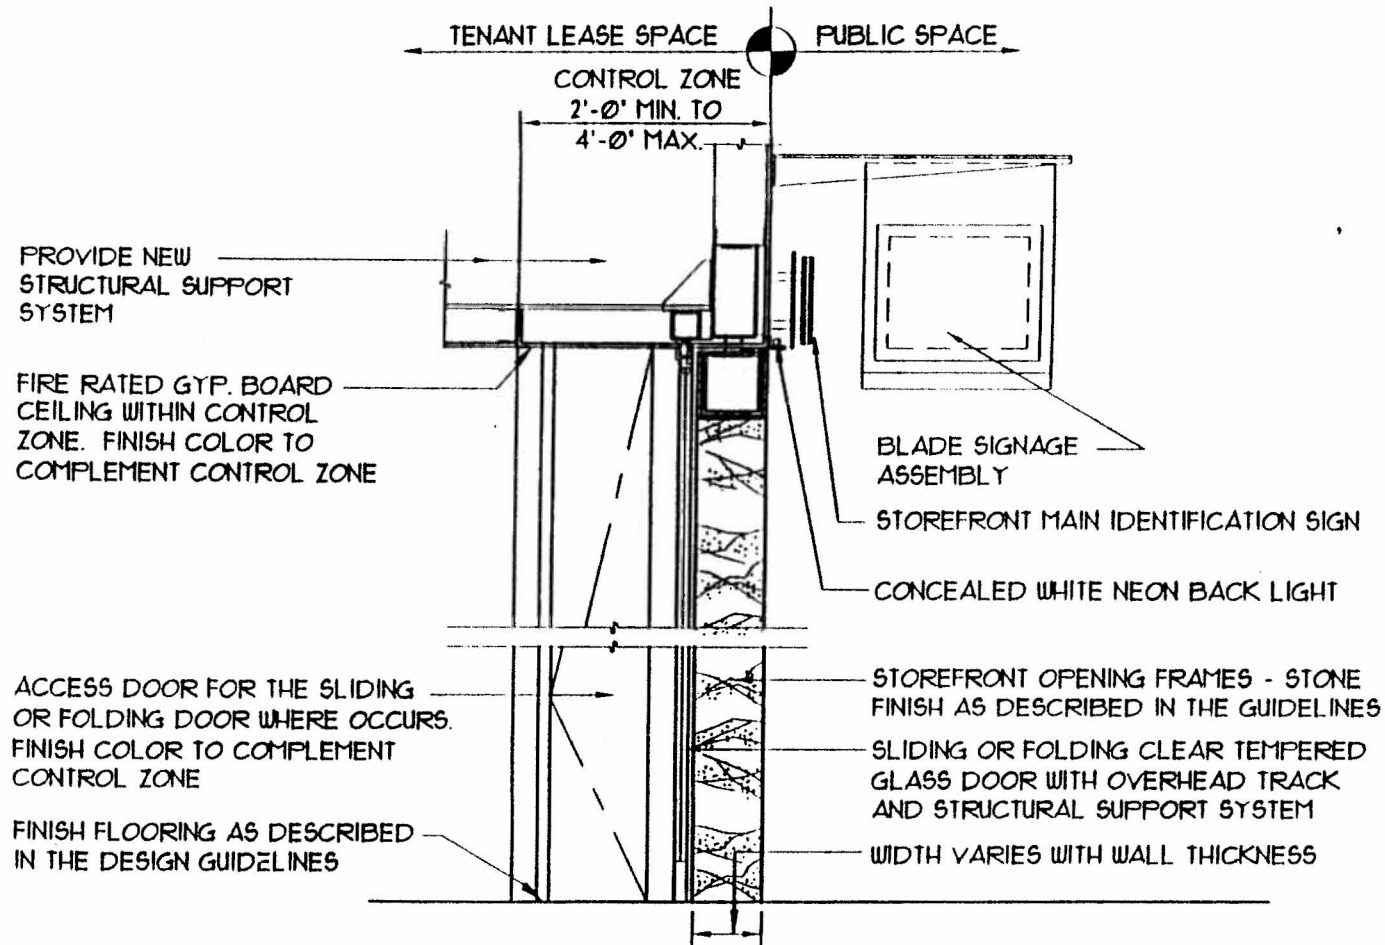 TENANT LEASE SPACE
PUBLIC SPACE
CONTROL ZONE
2'-0" MIN. TO
4'-0" MAX.
PROVIDE NEW
STRUCTURAL SUPPORT
SYSTEM
FIRE RATED GYP. BOARD
CEILING WITHIN CONTROL
ZONE. FINISH COLOR TO
COMPLEMENT CONTROL ZONE
ACCESS DOOR FOR THE SLIDING
OR FOLDING DOOR WHERE OCCURS.
FINISH COLOR TO COMPLEMENT
CONTROL ZONE
FINISH FLOORING AS DESCRIBED
IN THE DESIGN GUIDELINES
BLADE SIGNAGE
ASSEMBLY
STOREFRONT MAIN IDENTIFICATION SIGN
CONCEALED WHITE NEON BACK LIGHT
STOREFRONT OPENING FRAMES - STONE
FINISH AS DESCRIBED IN THE GUIDELINES
SLIDING OR FOLDING CLEAR TEMPERED
GLASS DOOR WITH OVERHEAD TRACK
AND STRUCTURAL SUPPORT SYSTEM
WIDTH VARIES WITH WALL THICKNESS